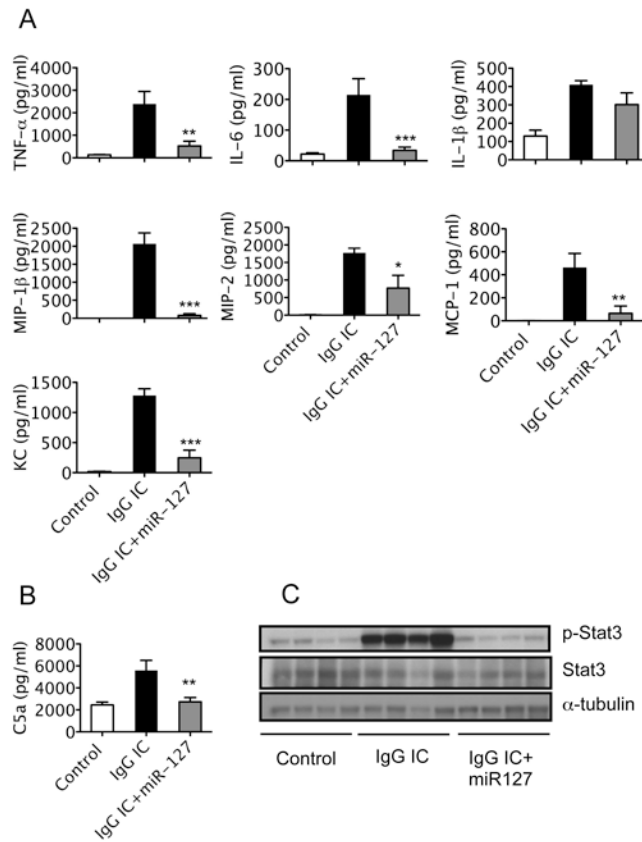 A
TNF-α (pg/ml)
4000
3000
2000
1000
0
**
IL-6 (pg/ml)
300
200
100
0
***
IL-1β (pg/ml)
500
400
300
200
100
0
MIP-1β (pg/ml)
2500
2000
1500
1000
500
0
***
MIP-2 (pg/ml)
2500
2000
1500
1000
500
0
*
Control
IgG IC
IgG IC+miR-127
MCP-1 (pg/ml)
800
600
400
200
0
**
Control
IgG IC
IgG IC+miR-127
KC (pg/ml)
1500
1000
500
0
***
Control
IgG IC
IgG IC+miR-127
B
C5a (pg/ml)
8000
6000
4000
2000
0
**
Control
IgG IC
IgG IC+miR-127
C
p-Stat3
Stat3
α-tubulin
Control
IgG IC
IgG IC+
miR127